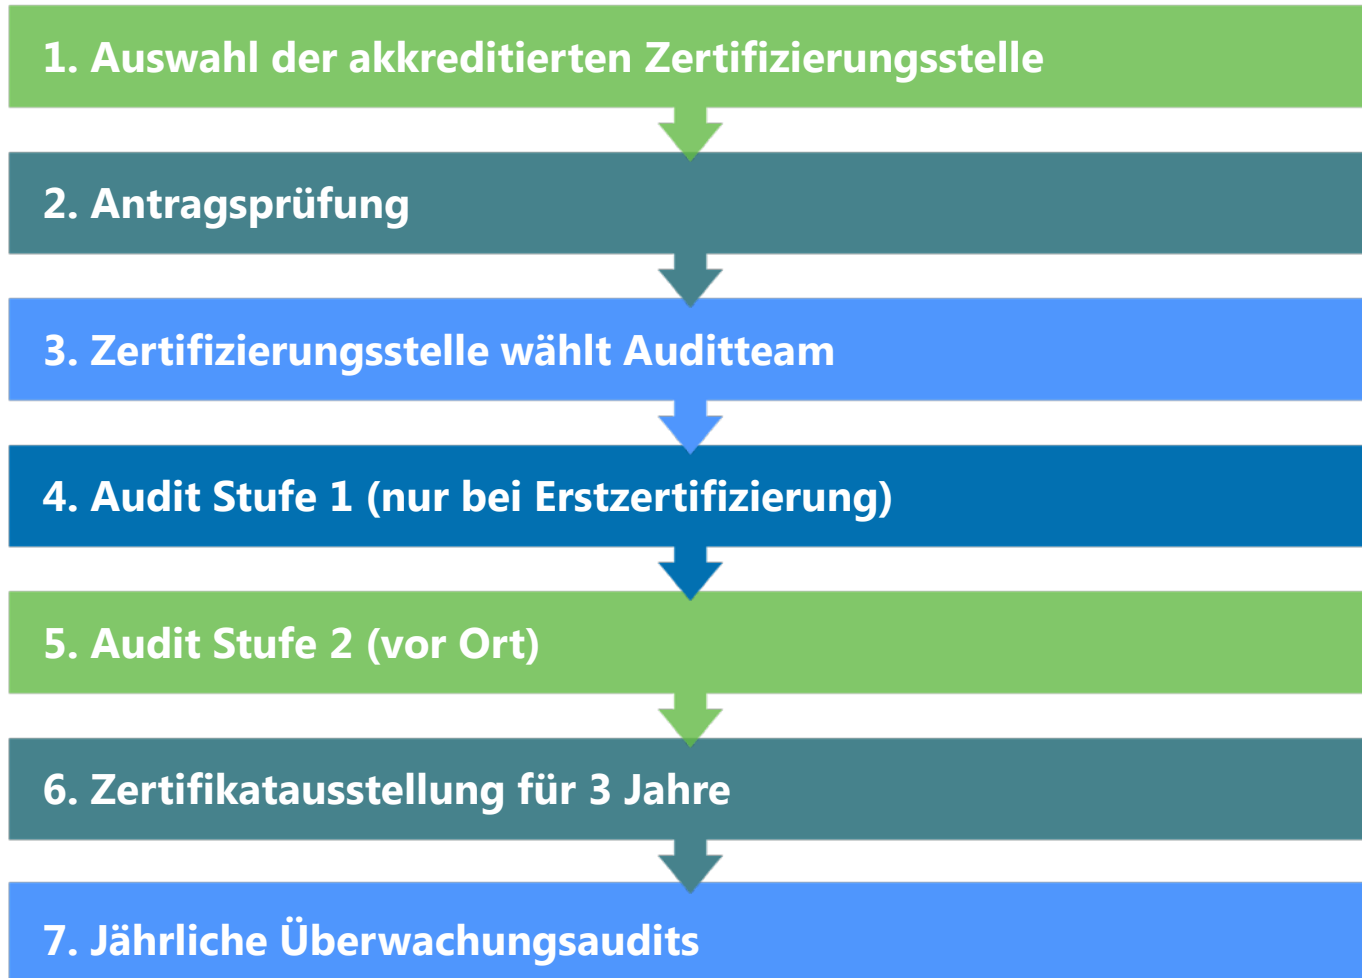 1. Auswahl der akkreditierten Zertifizierungsstelle
2. Antragsprüfung
3. Zertifizierungsstelle wählt Auditteam
4. Audit Stufe 1 (nur bei Erstzertifizierung)
5. Audit Stufe 2 (vor Ort)
6. Zertifikatausstellung für 3 Jahre
7. Jährliche Überwachungsaudits